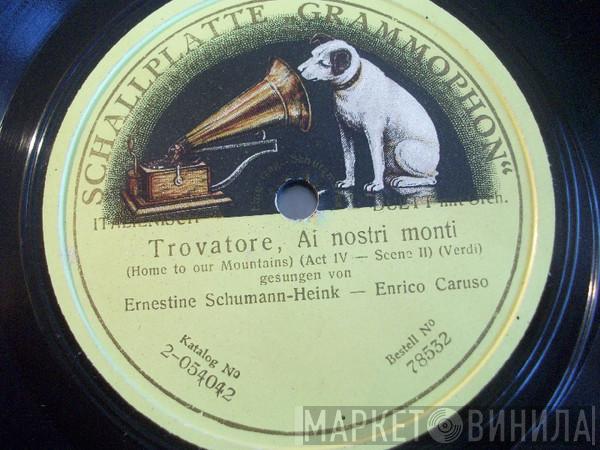 SCHALLPLATTE „GRAMMOPHON“
ITALIENISCH
DUETT mit Orch.
Trovatore, Ai nostri monti
(Home to our Mountains) (Act IV — Scene II) (Verdi)
gesungen von
Ernestine Schumann-Heink — Enrico Caruso
Katalog No
2-054042
Bestell No
78532
МАРКЕТ ВИНИЛА